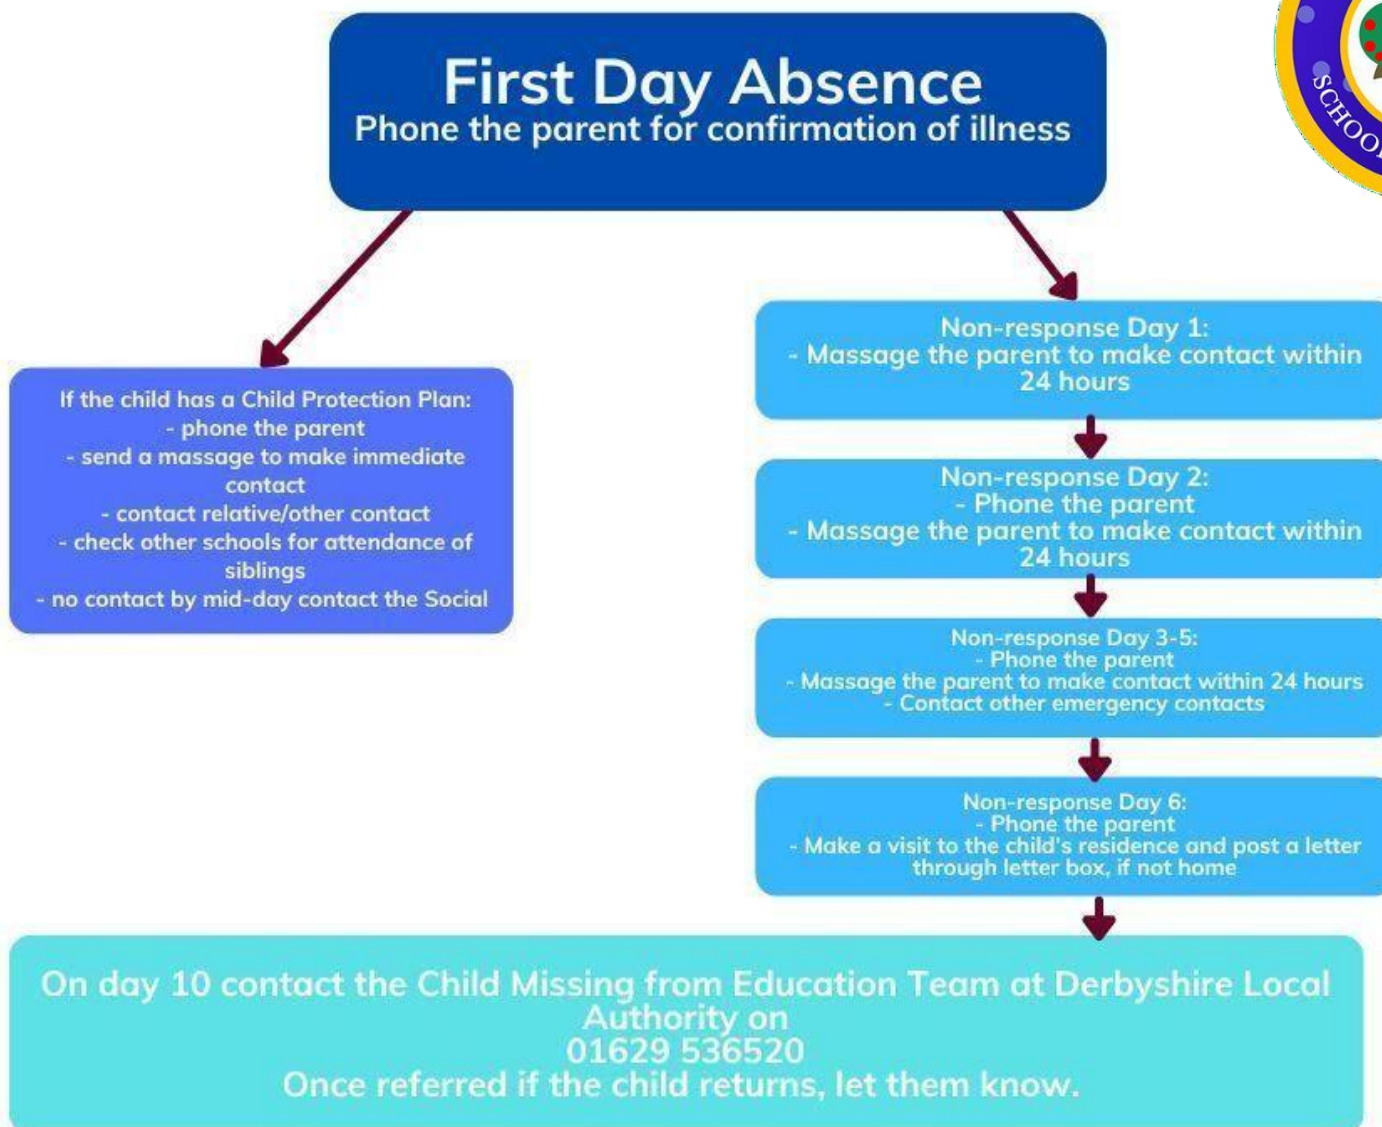 First Day Absence
Phone the parent for confirmation of illness
SCHOOL
If the child has a Child Protection Plan:
- phone the parent
- send a massage to make immediate
contact
- contact relative/other contact
- check other schools for attendance of
siblings
- no contact by mid-day contact the Social
Non-response Day 1:
- Massage the parent to make contact within
24 hours
Non-response Day 2:
- Phone the parent
- Massage the parent to make contact within
24 hours
Non-response Day 3-5:
- Phone the parent
- Massage the parent to make contact within 24 hours
- Contact other emergency contacts
Non-response Day 6:
- Phone the parent
- Make a visit to the child's residence and post a letter
through letter box, if not home
On day 10 contact the Child Missing from Education Team at Derbyshire Local
Authority on
01629 536520
Once referred if the child returns, let them know.